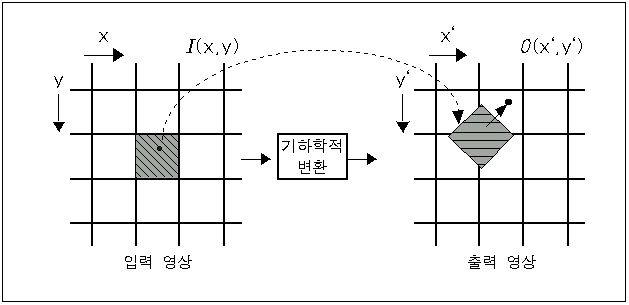 x
I(x,y)
y
x‘
O(x‘,y‘)
y‘
기하학적
변환
입력 영상
출력 영상